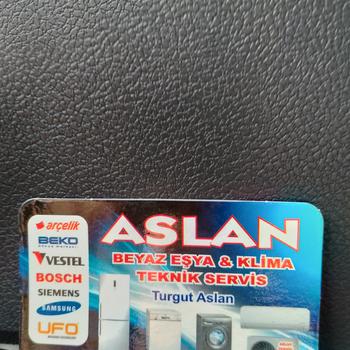 arçelik
BEKO
VESTEL
BOSCH
SIEMENS
SAMSUNG
UFO
ASLAN
BEYAZ EŞYA & KLİMA
TEKNİK SERVİS
Turgut Aslan